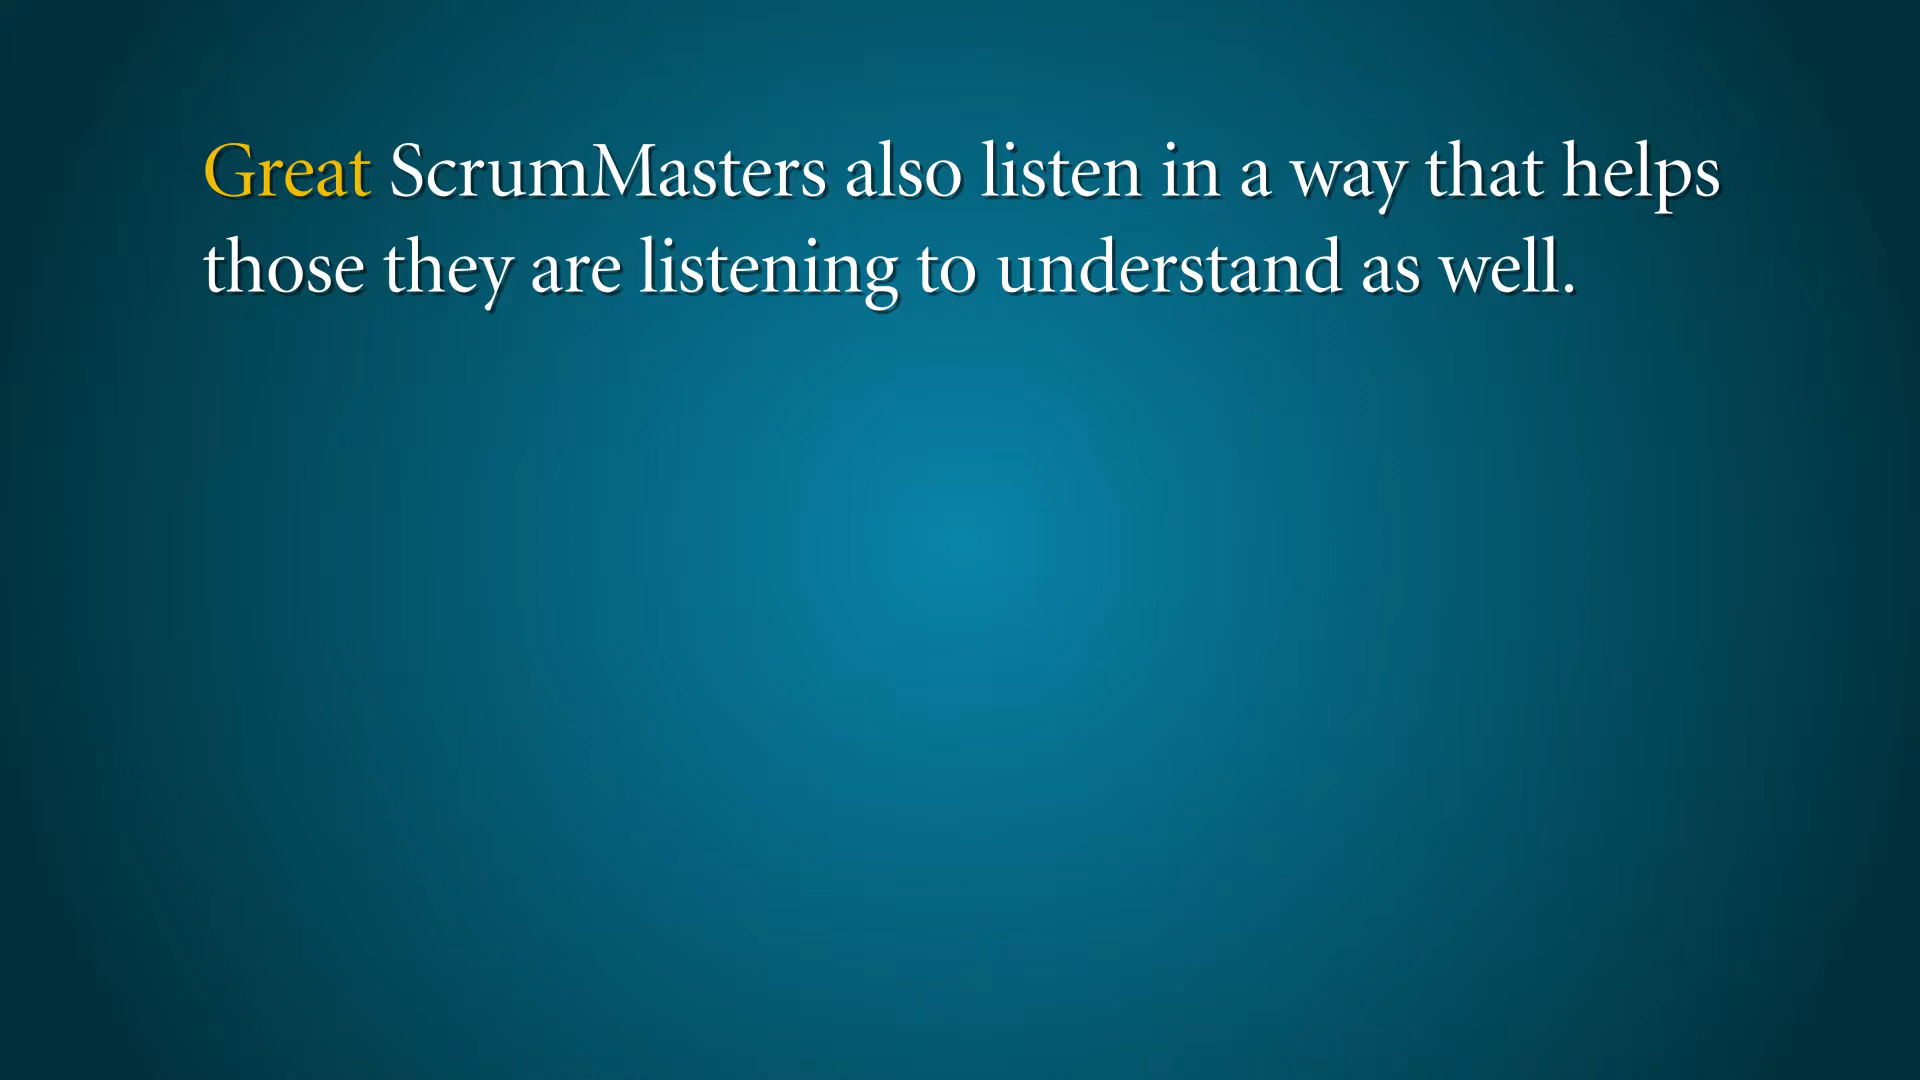 Great ScrumMasters also listen in a way that helps
those they are listening to understand as well.